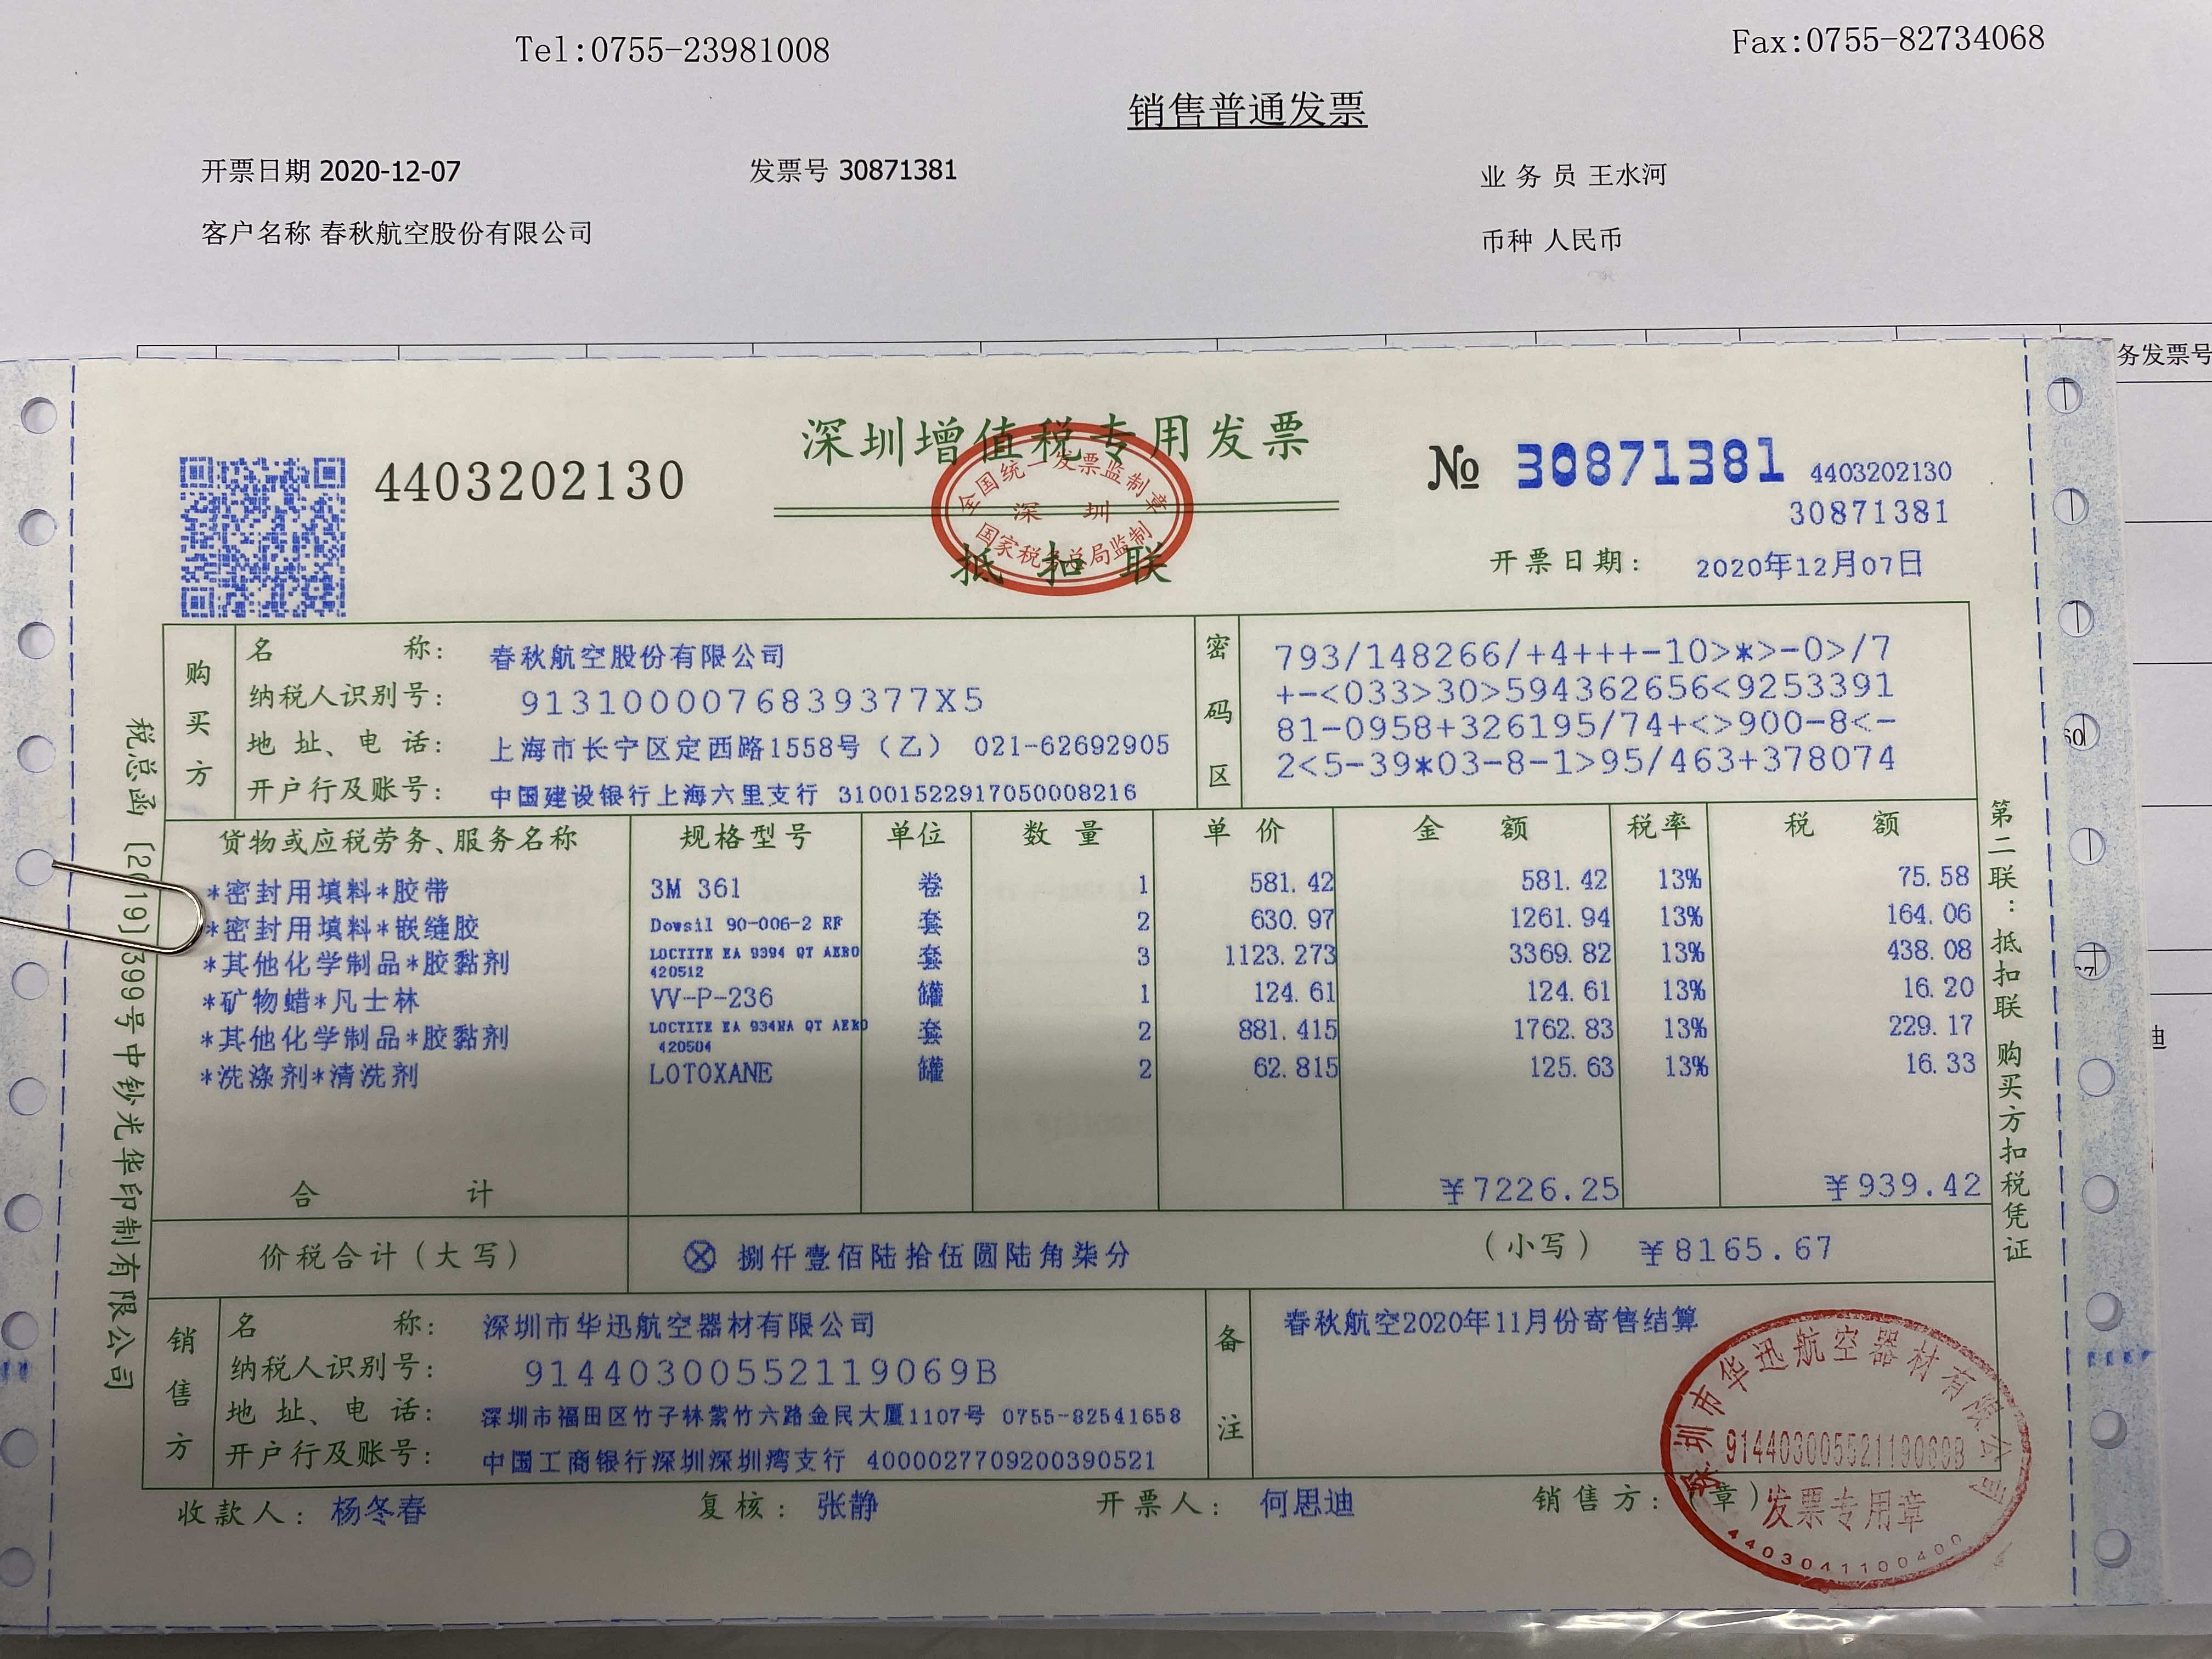 Tel:0755-23981008
Fax:0755-82734068
销售普通发票
开票日期 2020-12-07
发票号 30871381
业 务 员 王水河
客户名称 春秋航空股份有限公司
币种 人民币
务发票号
4403202130
深圳增值税专用发票
№ 30871381
4403202130
30871381
抵 扣 联
全国统一发票监制章
深 圳
国家税务总局监制
开票日期: 2020年12月07日
税总函 [2019] 399号中钞光华印制有限公司
购买方
名 称: 春秋航空股份有限公司
纳税人识别号: 9131000076839377X5
地 址、电 话: 上海市长宁区定西路1558号(乙) 021-62692905
开户行及账号: 中国建设银行上海六里支行 31001522917050008216
密码区
793/148266/+4++++-10>*>-0>/7
+-<033>30>594362656<9253391
81-0958+326195/74+<>900-8<-
2<5-39*03-8-1>95/463+378074
货物或应税劳务、服务名称 规格型号 单位 数 量 单 价 金 额 税率 税 额
*密封用填料*胶带 3M 361 卷 1 581.42 581.42 13% 75.58
*密封用填料*嵌缝胶 Dowsil 90-006-2 RF 套 2 630.97 1261.94 13% 164.06
*其他化学制品*胶黏剂 LOCTITE EA 9394 QT AERO 420512 套 3 1123.273 3369.82 13% 438.08
*矿物蜡*凡士林 VV-P-236 罐 1 124.61 124.61 13% 16.20
*其他化学制品*胶黏剂 LOCTITE EA 934NA QT AERO 420504 套 2 881.415 1762.83 13% 229.17
*洗涤剂*清洗剂 LOTOXANE 罐 2 62.815 125.63 13% 16.33
合 计 ¥7226.25 ¥939.42
价税合计(大写) ⊗ 捌仟壹佰陆拾伍圆陆角柒分 (小写) ¥8165.67
销售方
名 称: 深圳市华迅航空器材有限公司
纳税人识别号: 91440300552119069B
地 址、电 话: 深圳市福田区竹子林紫竹六路金民大厦1107号 0755-82541658
开户行及账号: 中国工商银行深圳深圳湾支行 4000027709200390521
备注
春秋航空2020年11月份寄售结算
收款人: 杨冬春 复核: 张静 开票人: 何思迪 销售方:(章)
深圳市华迅航空器材有限公司
发票专用章
第二联:抵扣联 购买方扣税凭证